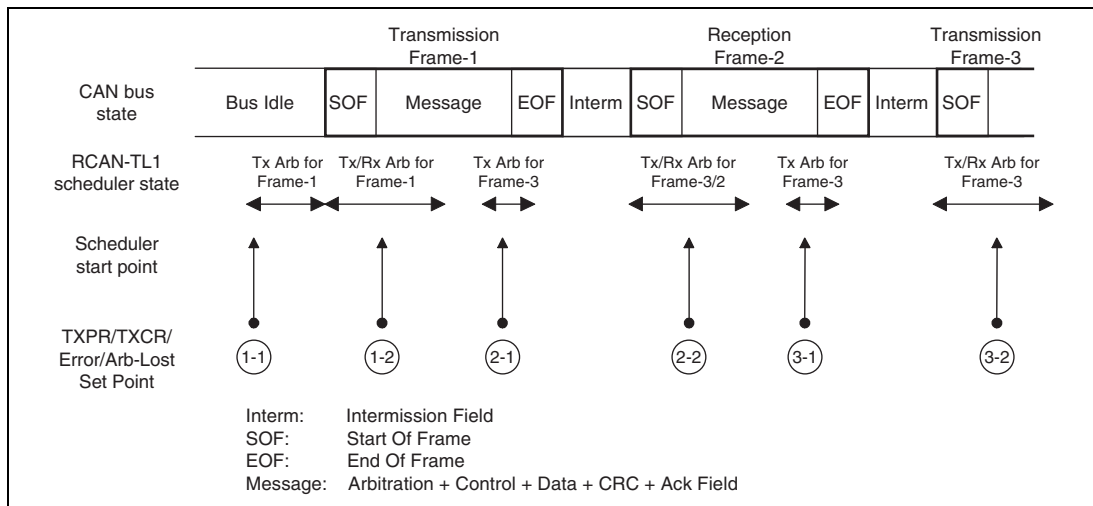 Transmission
Frame-1
Reception
Frame-2
Transmission
Frame-3
CAN bus
state
Bus Idle
SOF
Message
EOF
Interm
SOF
Message
EOF
Interm
SOF
RCAN-TL1
scheduler state
Tx Arb for
Frame-1
Tx/Rx Arb for
Frame-1
Tx Arb for
Frame-3
Tx/Rx Arb for
Frame-3/2
Tx Arb for
Frame-3
Tx/Rx Arb for
Frame-3
Scheduler
start point
TXPR/TXCR/
Error/Arb-Lost
Set Point
1-1
1-2
2-1
2-2
3-1
3-2
Interm: Intermission Field
SOF: Start Of Frame
EOF: End Of Frame
Message: Arbitration + Control + Data + CRC + Ack Field